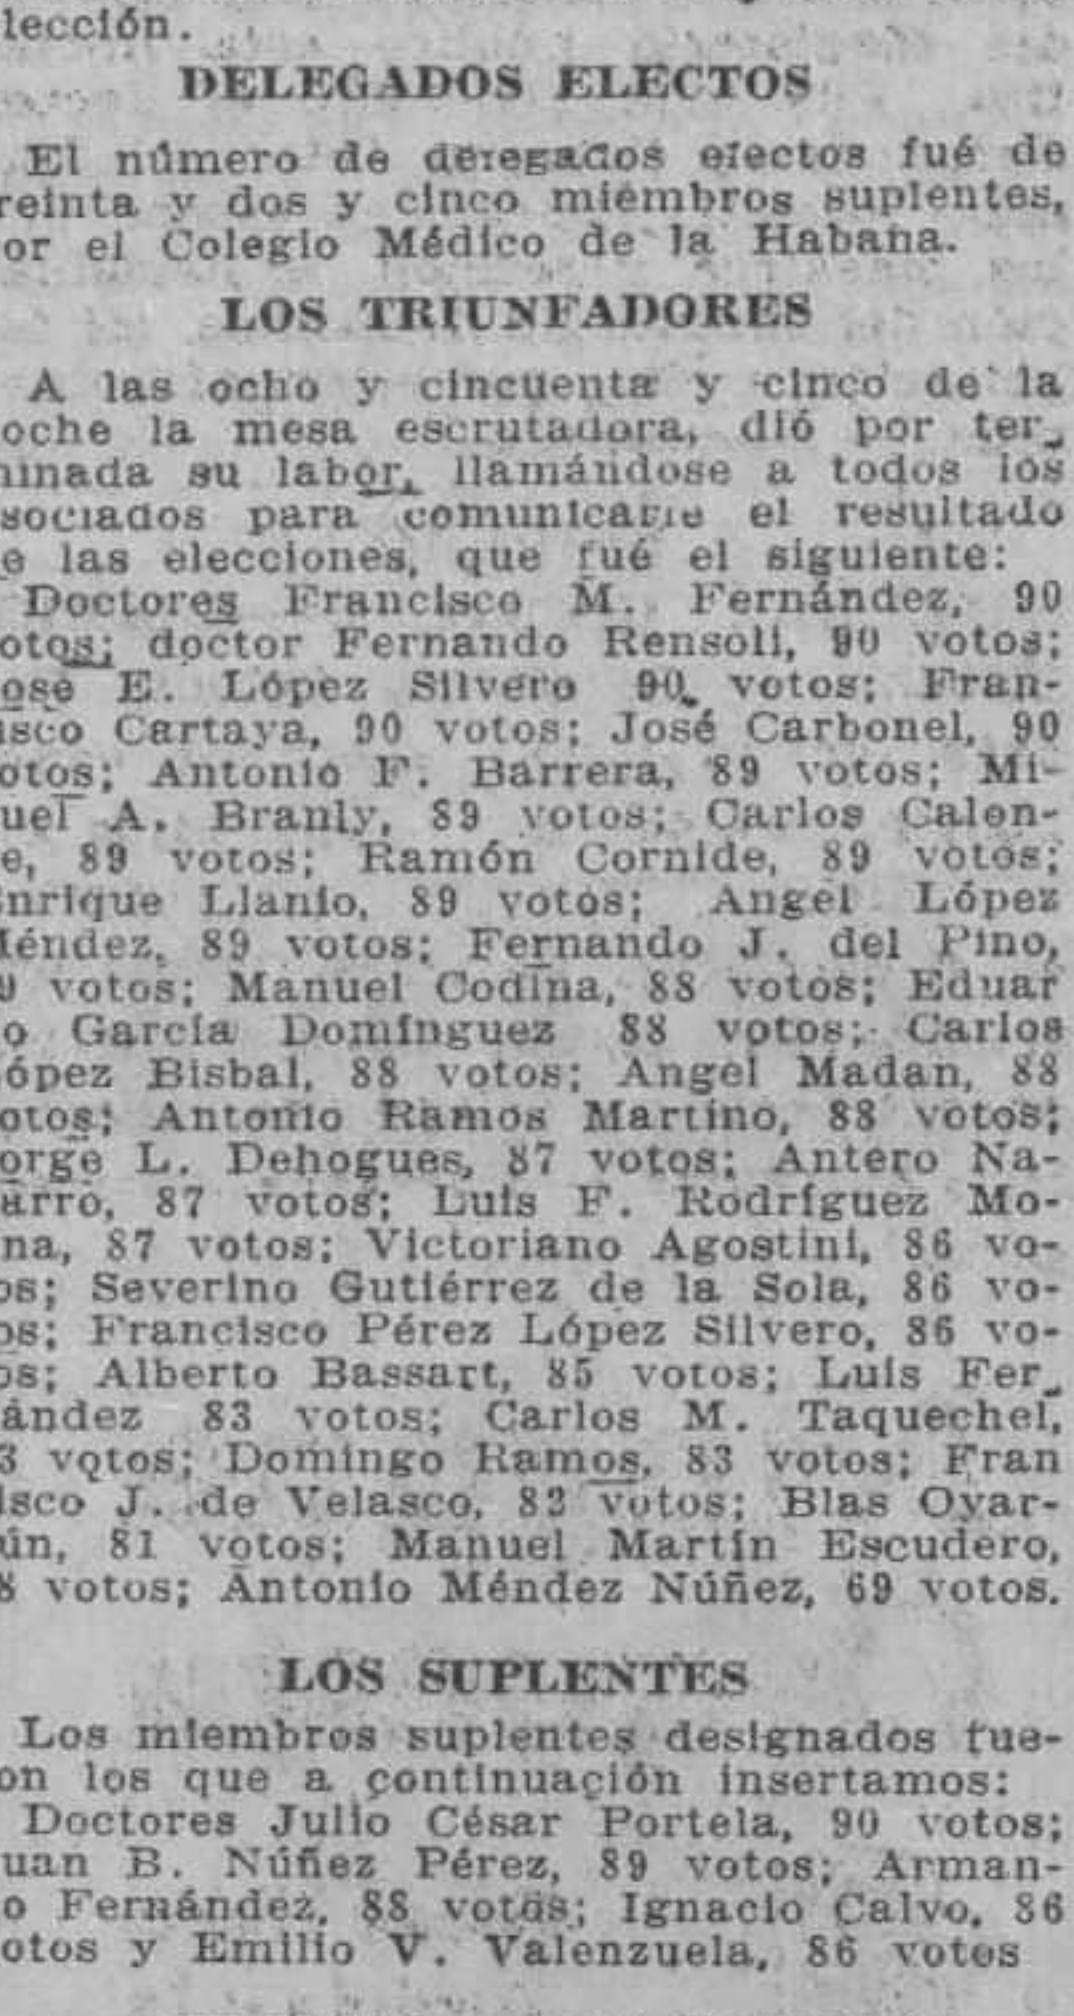 lección.
DELEGADOS ELECTOS
El número de delegados electos fué de
reinta y dos y cinco miembros suplentes,
or el Colegio Médico de la Habana.
LOS TRIUNFADORES
A las ocho y cincuenta y cinco de la
oche la mesa escrutadora, dió por ter-
minada su labor, llamándose a todos los
sociados para comunicarle el resultado
e las elecciones, que fué el siguiente:
Doctores Francisco M. Fernández, 90
otos; doctor Fernando Rensoli, 90 votos;
osé E. López Silvero 90, votos; Fran-
isco Cartaya, 90 votos; José Carbonel, 90
otos; Antonio F. Barrera, 89 votos; Mi-
uel A. Branly, 89 votos; Carlos Calen-
e, 89 votos; Ramón Cornide, 89 votos;
Enrique Llanio, 89 votos; Angel López
Méndez, 89 votos; Fernando J. del Pino,
9 votos; Manuel Codina, 88 votos; Eduar
o García Domínguez 88 votos; Carlos
ópez Bisbal, 88 votos; Angel Madan, 88
otos; Antonio Ramos Martino, 88 votos;
orge L. Dehogues, 87 votos; Antero Na-
arro, 87 votos; Luis F. Rodríguez Mo-
na, 87 votos; Victoriano Agostini, 86 vo-
os; Severino Gutiérrez de la Sola, 86 vo-
os; Francisco Pérez López Silvero, 86 vo-
os; Alberto Bassart, 85 votos; Luis Fer-
ández 83 votos; Carlos M. Taquechel,
3 votos; Domingo Ramos, 83 votos; Fran
isco J. de Velasco, 82 votos; Blas Oyar-
ún, 81 votos; Manuel Martín Escudero,
8 votos; Antonio Méndez Núñez, 69 votos.
LOS SUPLENTES
Los miembros suplentes designados fue-
on los que a continuación insertamos:
Doctores Julio César Portela, 90 votos;
uan B. Núñez Pérez, 89 votos; Arman-
o Fernández, 88 votos; Ignacio Calvo, 86
otos y Emilio V. Valenzuela, 86 votos